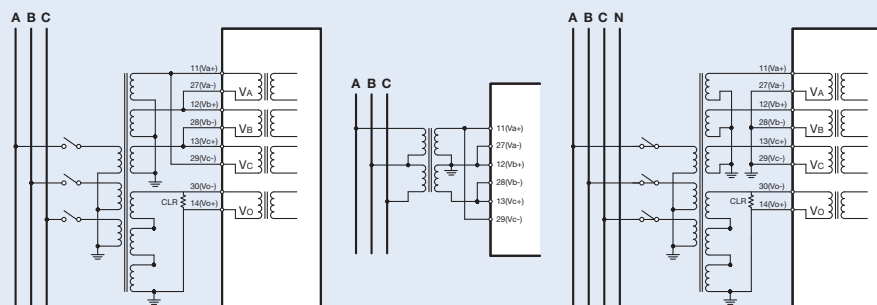 A B C
11(Va+)
27(Va-)
VA
12(Vb+)
28(Vb-)
VB
13(Vc+)
29(Vc-)
VC
30(Vo-)
CLR
14(Vo+)
VO
A
B
C
11(Va+)
27(Va-)
12(Vb+)
28(Vb-)
13(Vc+)
29(Vc-)
A B C N
11(Va+)
27(Va-)
VA
12(Vb+)
28(Vb-)
VB
13(Vc+)
29(Vc-)
VC
30(Vo-)
CLR
14(Vo+)
VO